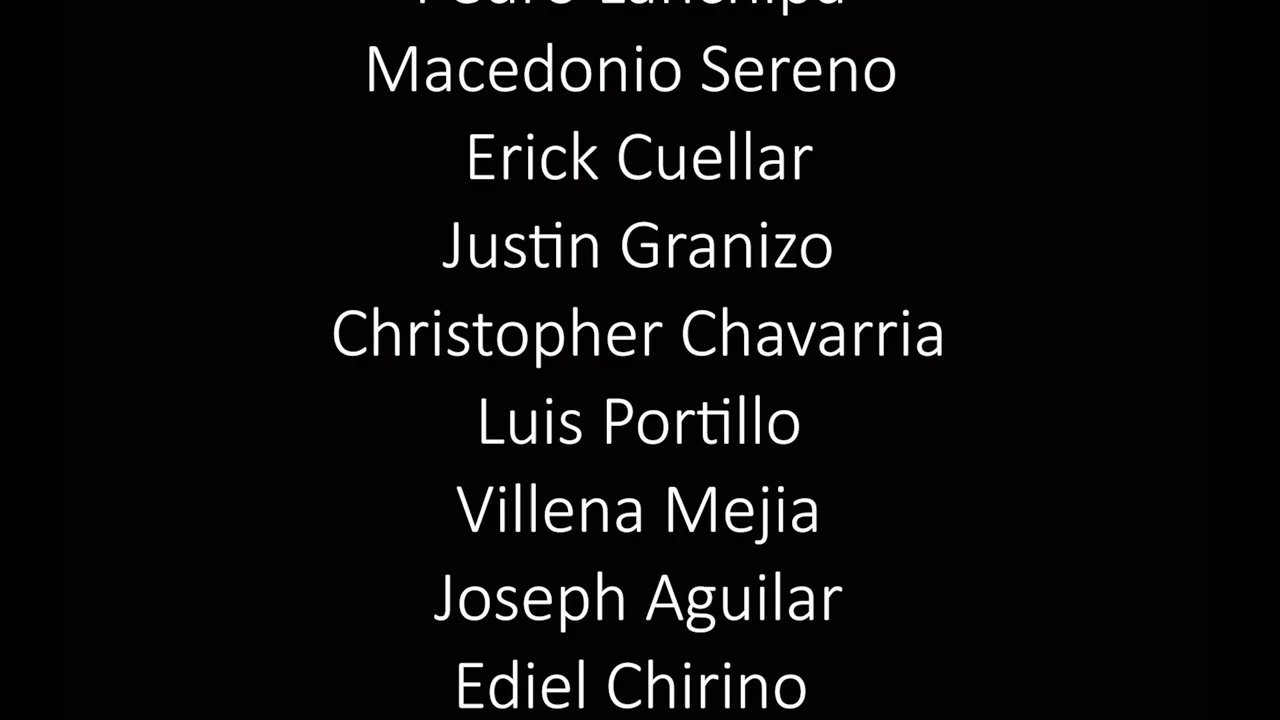 Macedonio Sereno
Erick Cuellar
Justin Granizo
Christopher Chavarria
Luis Portillo
Villena Mejia
Joseph Aguilar
Ediel Chirino